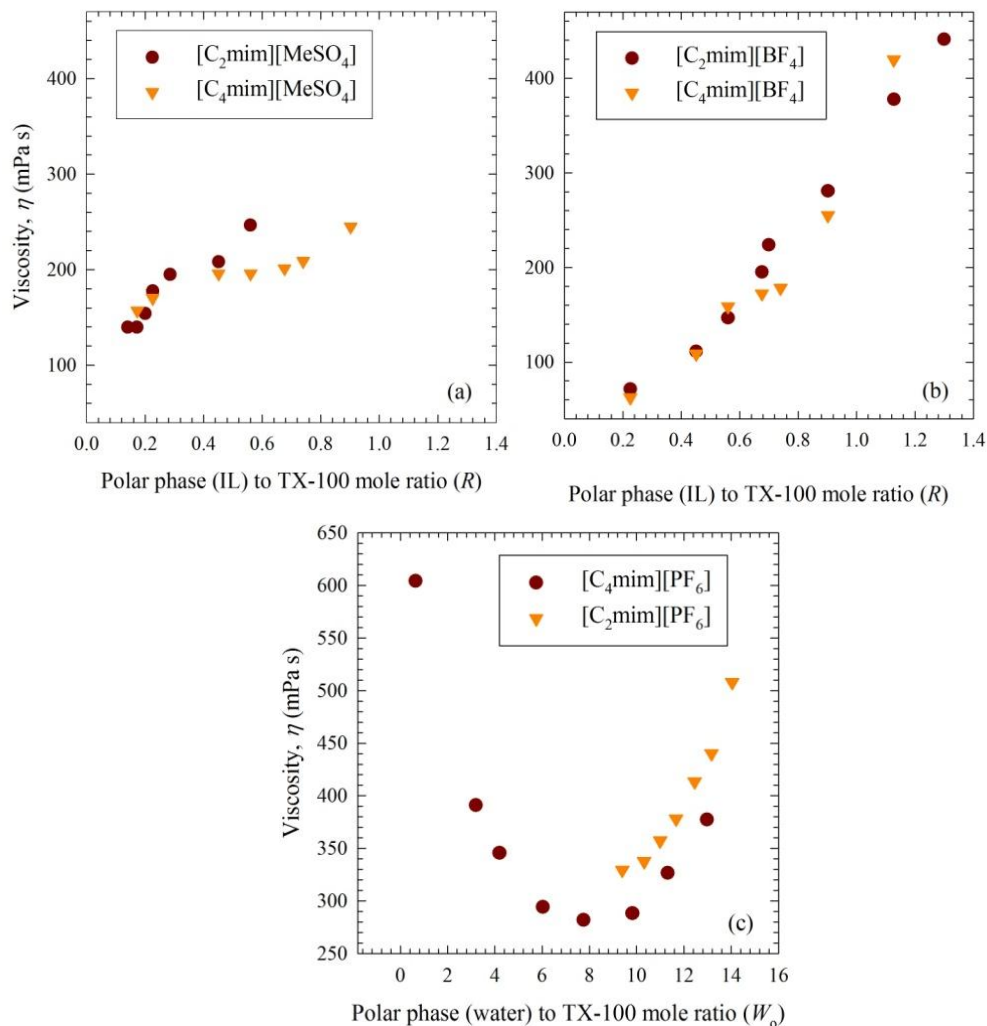 [C₂mim][MeSO₄]
[C₄mim][MeSO₄]
400
300
200
100
Viscosity, η (mPa s)
(a)
0.0 0.2 0.4 0.6 0.8 1.0 1.2 1.4
Polar phase (IL) to TX-100 mole ratio (R)
[C₂mim][BF₄]
[C₄mim][BF₄]
400
300
200
100
(b)
0.0 0.2 0.4 0.6 0.8 1.0 1.2 1.4
Polar phase (IL) to TX-100 mole ratio (R)
[C₄mim][PF₆]
[C₂mim][PF₆]
650
600
550
500
450
400
350
300
250
Viscosity, η (mPa s)
(c)
0 2 4 6 8 10 12 14 16
Polar phase (water) to TX-100 mole ratio (Wₒ)